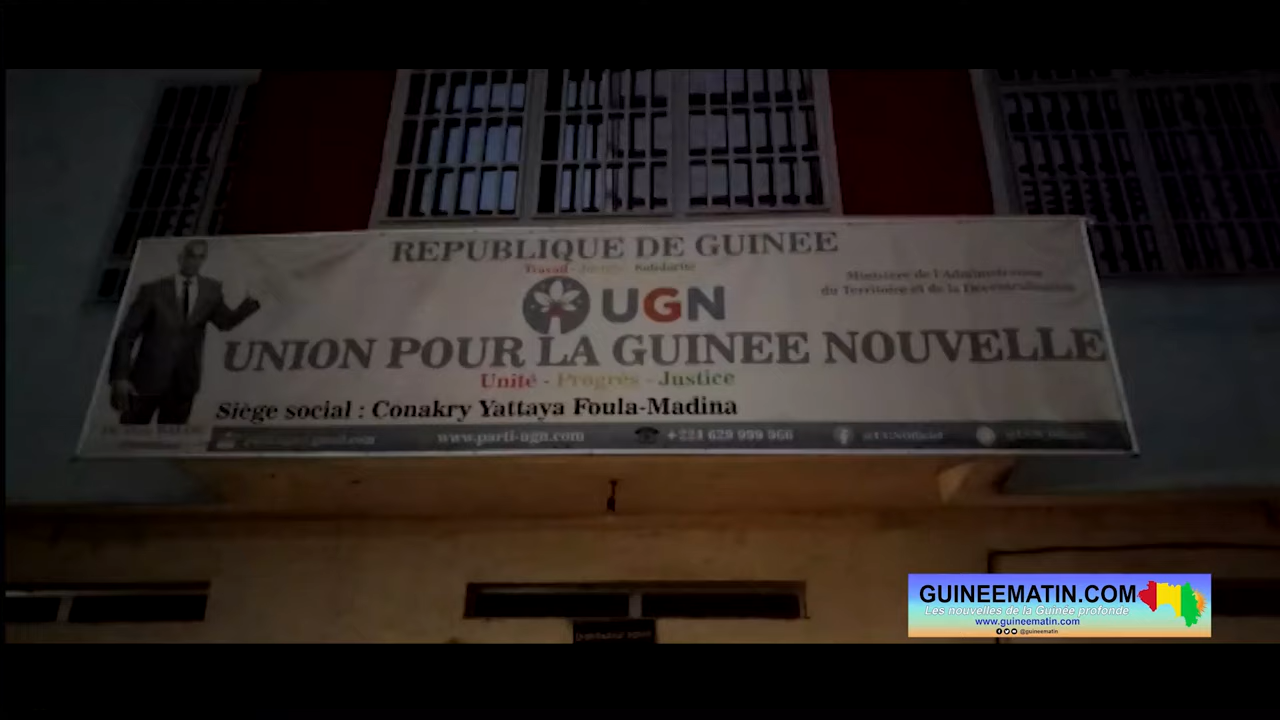 REPUBLIQUE DE GUINEE
Travail - Justice - Solidarité
Ministère de l'Administration
du Territoire et de la Décentralisation
UGN
UNION POUR LA GUINEE NOUVELLE
Unité - Progrès - Justice
Siège social : Conakry Yattaya Foula-Madina
www.parti-ugn.com
+224 629 999 966
@UGNOfficiel
GUINEEMATIN.COM
Les nouvelles de la Guinée profonde
www.guineematin.com
@guineematin